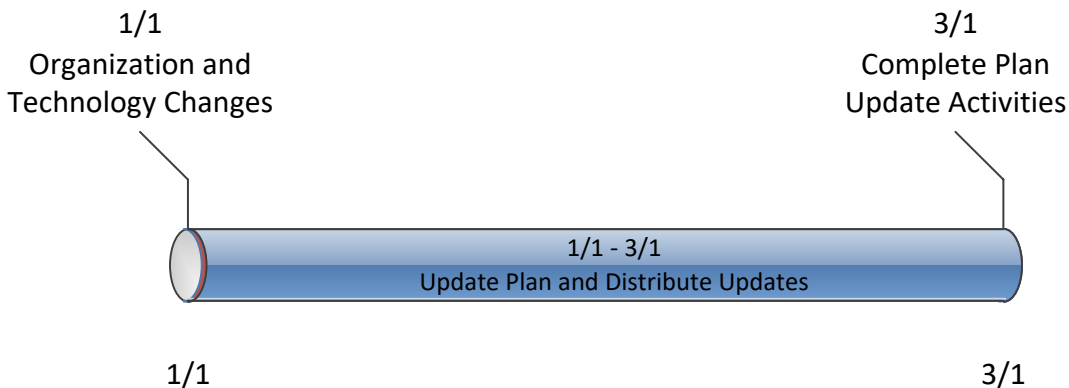 1/1
Organization and
Technology Changes
3/1
Complete Plan
Update Activities
1/1 - 3/1
Update Plan and Distribute Updates
1/1
3/1